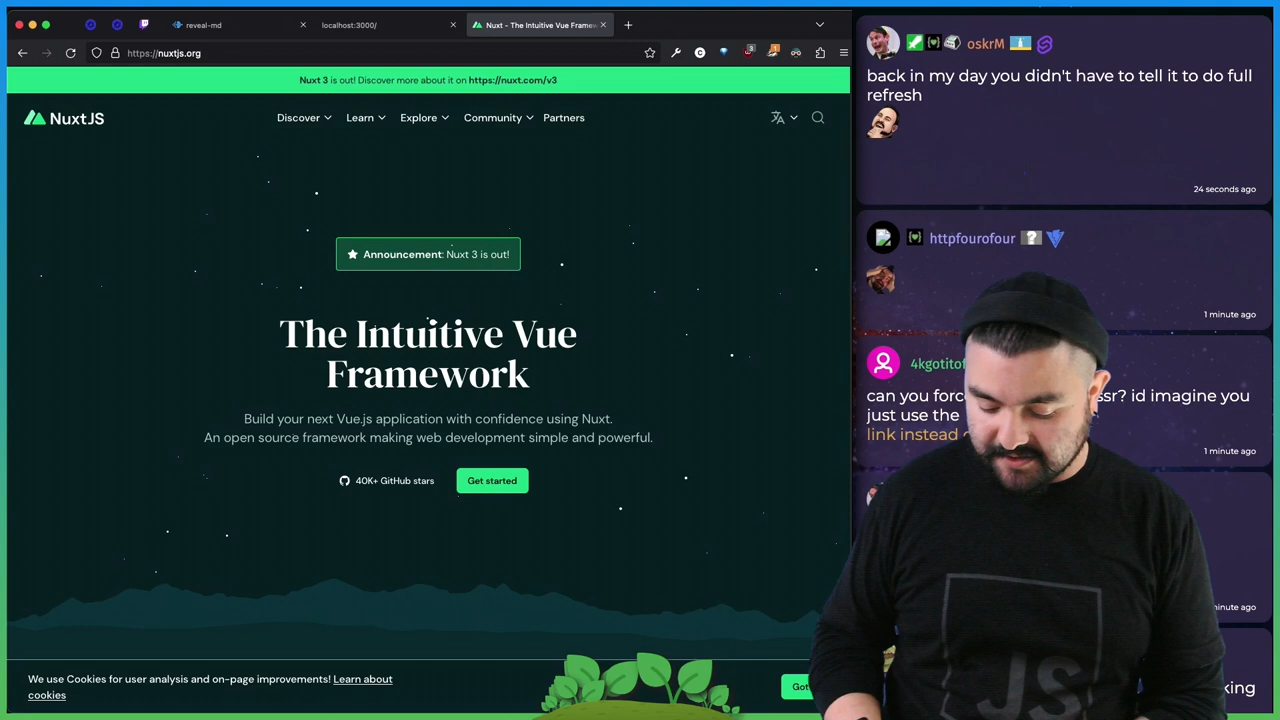 reveal-md
localhost:3000/
Nuxt - The Intuitive Vue Framew
https://nuxtjs.org
3
1
Nuxt 3 is out! Discover more about it on https://nuxt.com/v3
NuxtJS
Discover
Learn
Explore
Community
Partners
Announcement: Nuxt 3 is out!
The Intuitive Vue
Framework
Build your next Vue.js application with confidence using Nuxt.
An open source framework making web development simple and powerful.
40K+ GitHub stars
Get started
We use Cookies for user analysis and on-page improvements! Learn about
cookies
Got
oskrM
back in my day you didn't have to tell it to do full
refresh
24 seconds ago
httpfourofour
1 minute ago
can you
ssr? id imagine you
just use the
link instead
1 minute ago
minute ago
JS